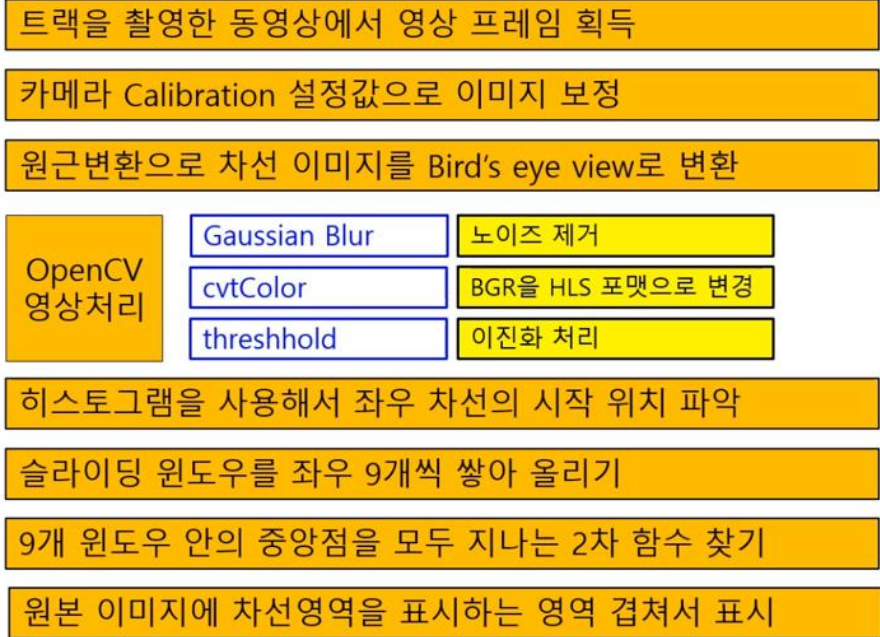 트랙을 촬영한 동영상에서 영상 프레임 획득
카메라 Calibration 설정값으로 이미지 보정
원근변환으로 차선 이미지를 Bird's eye view로 변환
OpenCV
영상처리
Gaussian Blur
노이즈 제거
cvtColor
BGR을 HLS 포맷으로 변경
threshhold
이진화 처리
히스토그램을 사용해서 좌우 차선의 시작 위치 파악
슬라이딩 윈도우를 좌우 9개씩 쌓아 올리기
9개 윈도우 안의 중앙점을 모두 지나는 2차 함수 찾기
원본 이미지에 차선영역을 표시하는 영역 겹쳐서 표시